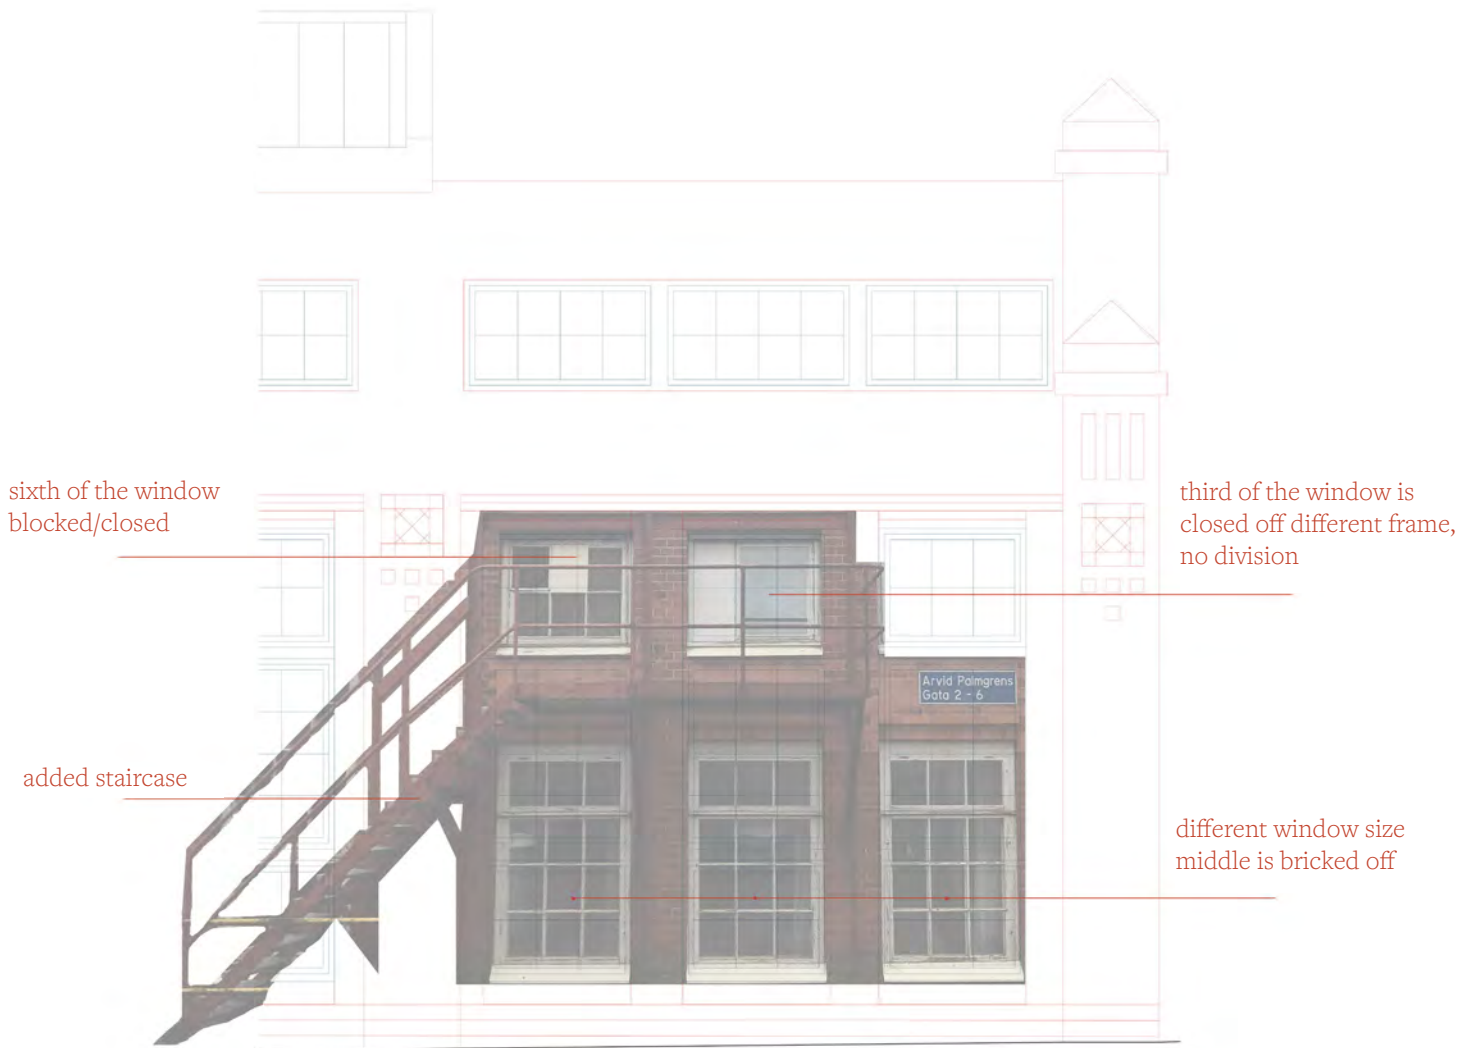 sixth of the window
blocked/closed
third of the window is
closed off different frame,
no division
Arvid Palmgrens
Gata 2 - 6
added staircase
different window size
middle is bricked off